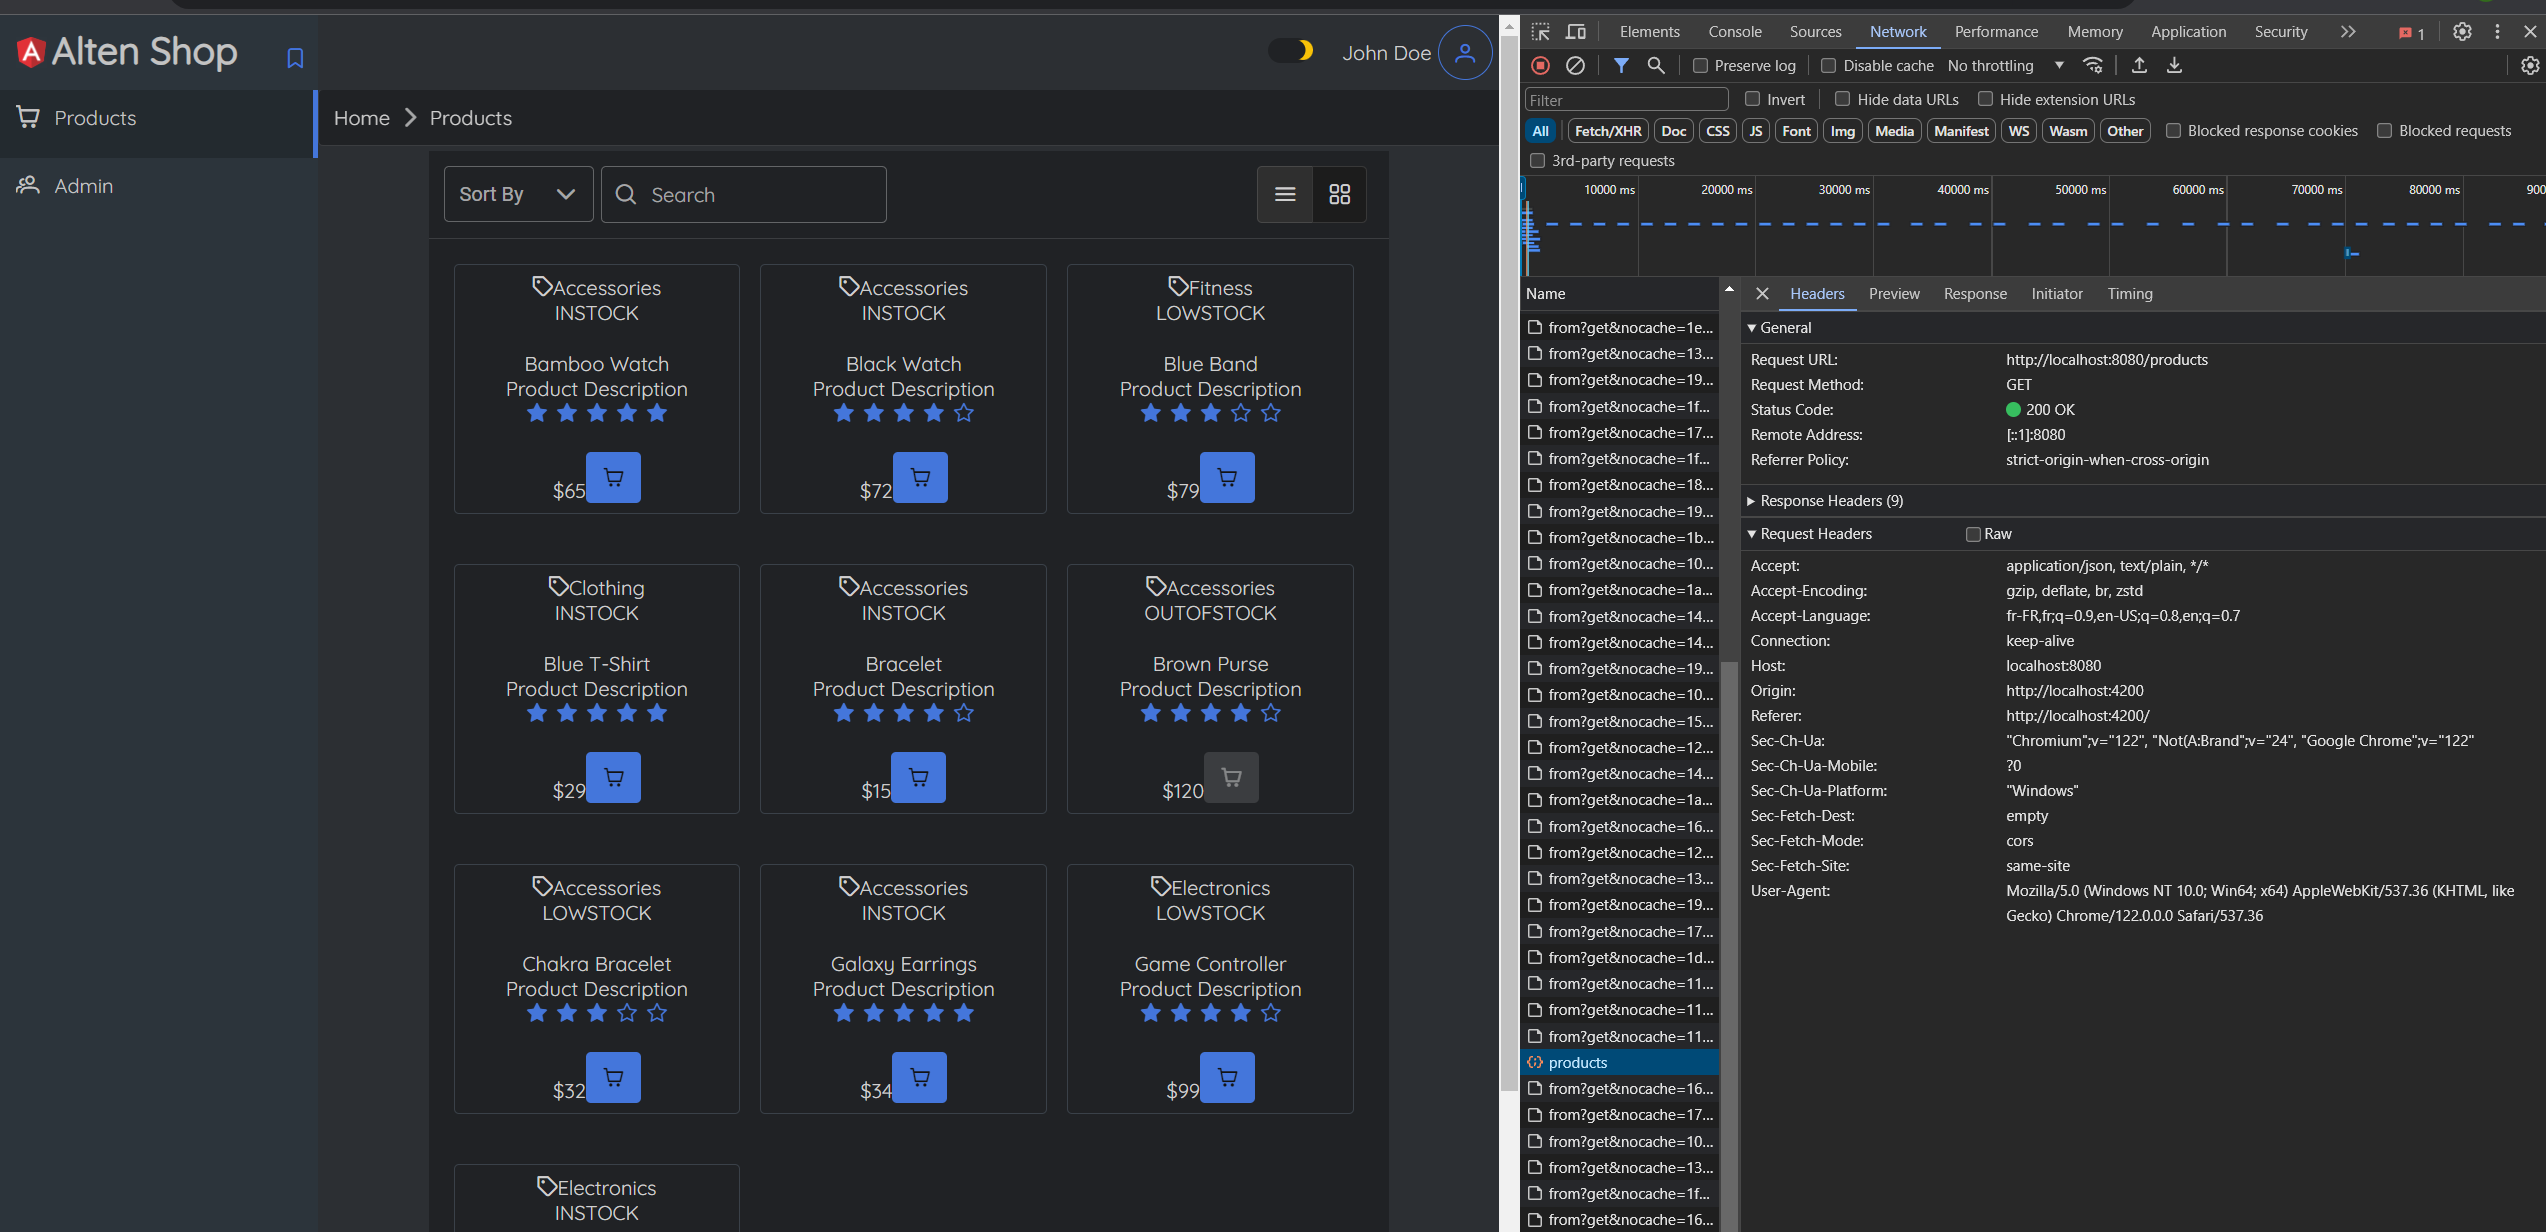 Alten Shop
John Doe
Products
Admin
Home
Products
Sort By
Search
Accessories
INSTOCK
Bamboo Watch
Product Description
$65
Accessories
INSTOCK
Black Watch
Product Description
$72
Fitness
LOWSTOCK
Blue Band
Product Description
$79
Clothing
INSTOCK
Blue T-Shirt
Product Description
$29
Accessories
INSTOCK
Bracelet
Product Description
$15
Accessories
OUTOFSTOCK
Brown Purse
Product Description
$120
Accessories
LOWSTOCK
Chakra Bracelet
Product Description
$32
Accessories
INSTOCK
Galaxy Earrings
Product Description
$34
Electronics
LOWSTOCK
Game Controller
Product Description
$99
Electronics
INSTOCK
Elements Console Sources Network Performance Memory Application Security 1
Preserve log Disable cache No throttling
Filter Invert Hide data URLs Hide extension URLs
All Fetch/XHR Doc CSS JS Font Img Media Manifest WS Wasm Other Blocked response cookies Blocked requests
3rd-party requests
10000 ms 20000 ms 30000 ms 40000 ms 50000 ms 60000 ms 70000 ms 80000 ms 900
Name
from?get&nocache=1e...
from?get&nocache=13...
from?get&nocache=19...
from?get&nocache=1f...
from?get&nocache=17...
from?get&nocache=1f...
from?get&nocache=18...
from?get&nocache=19...
from?get&nocache=1b...
from?get&nocache=10...
from?get&nocache=1a...
from?get&nocache=14...
from?get&nocache=14...
from?get&nocache=19...
from?get&nocache=10...
from?get&nocache=15...
from?get&nocache=12...
from?get&nocache=14...
from?get&nocache=1a...
from?get&nocache=16...
from?get&nocache=12...
from?get&nocache=13...
from?get&nocache=19...
from?get&nocache=17...
from?get&nocache=1d...
from?get&nocache=11...
from?get&nocache=11...
from?get&nocache=11...
products
from?get&nocache=16...
from?get&nocache=17...
from?get&nocache=10...
from?get&nocache=13...
from?get&nocache=1f...
from?get&nocache=16...
Headers Preview Response Initiator Timing
General
Request URL: http://localhost:8080/products
Request Method: GET
Status Code: 200 OK
Remote Address: [::1]:8080
Referrer Policy: strict-origin-when-cross-origin
Response Headers (9)
Request Headers Raw
Accept: application/json, text/plain, */*
Accept-Encoding: gzip, deflate, br, zstd
Accept-Language: fr-FR,fr;q=0.9,en-US;q=0.8,en;q=0.7
Connection: keep-alive
Host: localhost:8080
Origin: http://localhost:4200
Referer: http://localhost:4200/
Sec-Ch-Ua: "Chromium";v="122", "Not(A:Brand";v="24", "Google Chrome";v="122"
Sec-Ch-Ua-Mobile: ?0
Sec-Ch-Ua-Platform: "Windows"
Sec-Fetch-Dest: empty
Sec-Fetch-Mode: cors
Sec-Fetch-Site: same-site
User-Agent: Mozilla/5.0 (Windows NT 10.0; Win64; x64) AppleWebKit/537.36 (KHTML, like
Gecko) Chrome/122.0.0.0 Safari/537.36